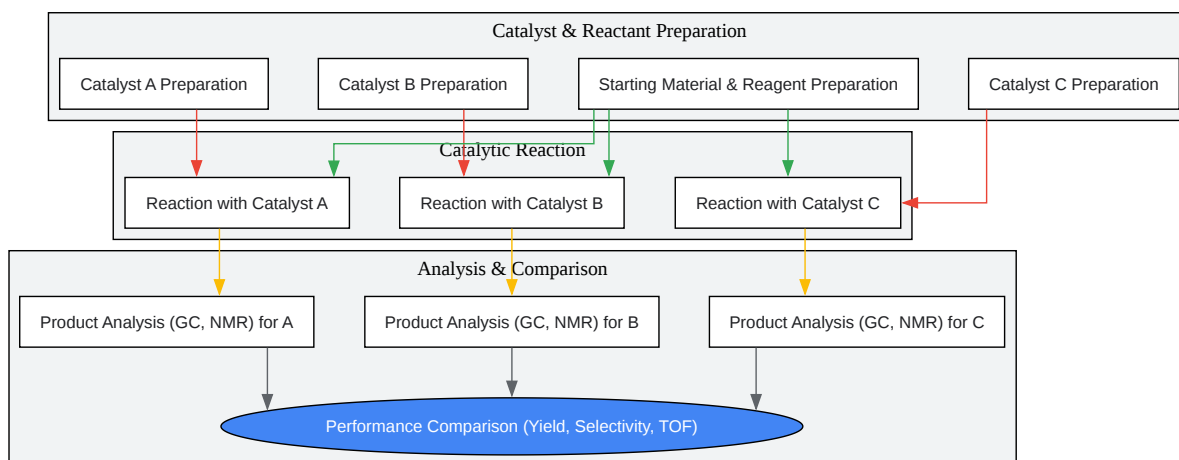 Catalyst & Reactant Preparation
Catalyst A Preparation
Catalyst B Preparation
Starting Material & Reagent Preparation
Catalyst C Preparation
Catalytic Reaction
Reaction with Catalyst A
Reaction with Catalyst B
Reaction with Catalyst C
Analysis & Comparison
Product Analysis (GC, NMR) for A
Product Analysis (GC, NMR) for B
Product Analysis (GC, NMR) for C
Performance Comparison (Yield, Selectivity, TOF)